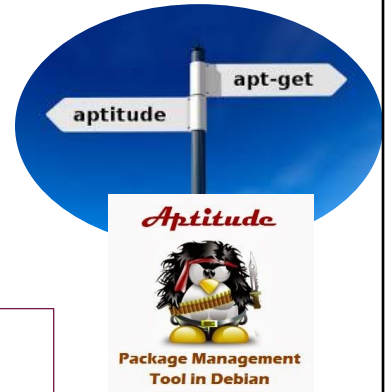 apt-get
aptitude
Aptitude
Package Management
Tool in Debian